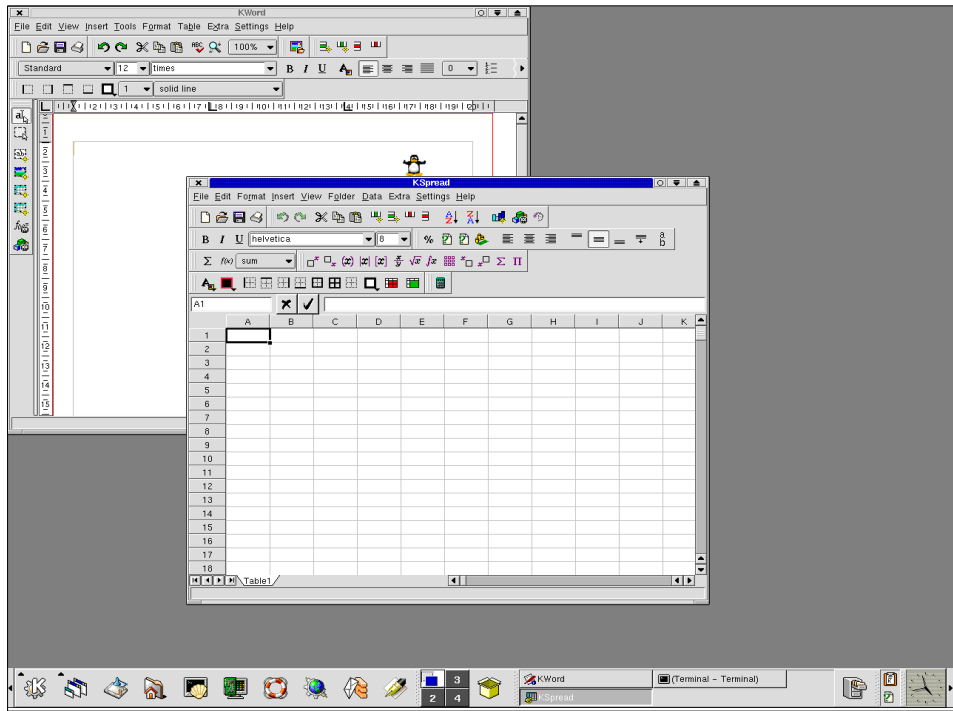 KWord
File Edit View Insert Tools Format Table Extra Settings Help
100%
Standard 12 times B I U 0
1 solid line
KSpread
File Edit Format Insert View Folder Data Extra Settings Help
B I U helvetica 8 % a b
Σ f(x) sum
A1
A B C D E F G H I J K
1
2
3
4
5
6
7
8
9
10
11
12
13
14
15
16
17
18
Table1
3
KWord (Terminal - Terminal)
2 4 KSpread